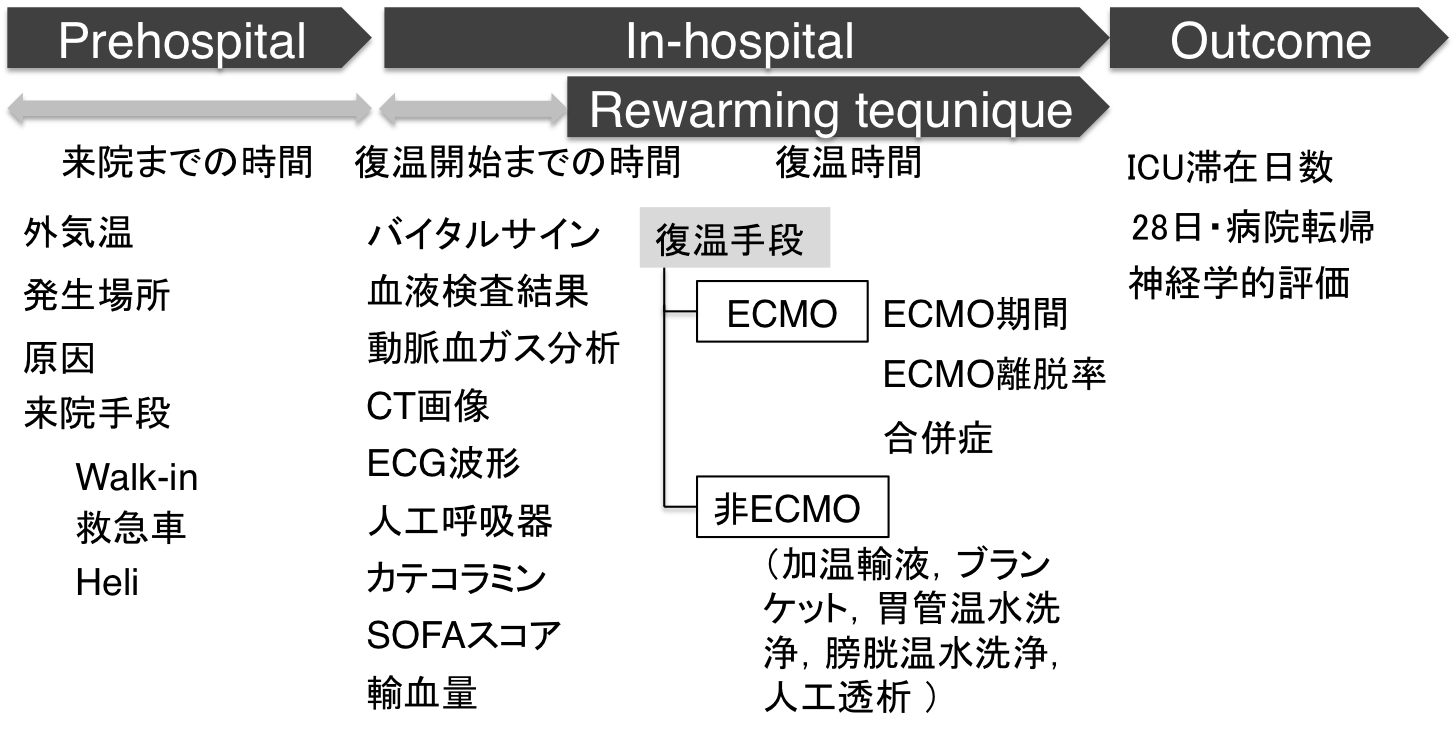 Prehospital
In-hospital
Outcome
Rewarming tequnique
来院までの時間
復温開始までの時間
復温時間
外気温
発生場所
原因
来院手段
Walk-in
救急車
Heli
バイタルサイン
血液検査結果
動脈血ガス分析
CT画像
ECG波形
人工呼吸器
カテコラミン
SOFAスコア
輸血量
復温手段
ECMO
ECMO期間
ECMO離脱率
合併症
非ECMO
（加温輸液, ブラン
ケット, 胃管温水洗
浄, 膀胱温水洗浄,
人工透析 ）
ICU滞在日数
28日・病院転帰
神経学的評価